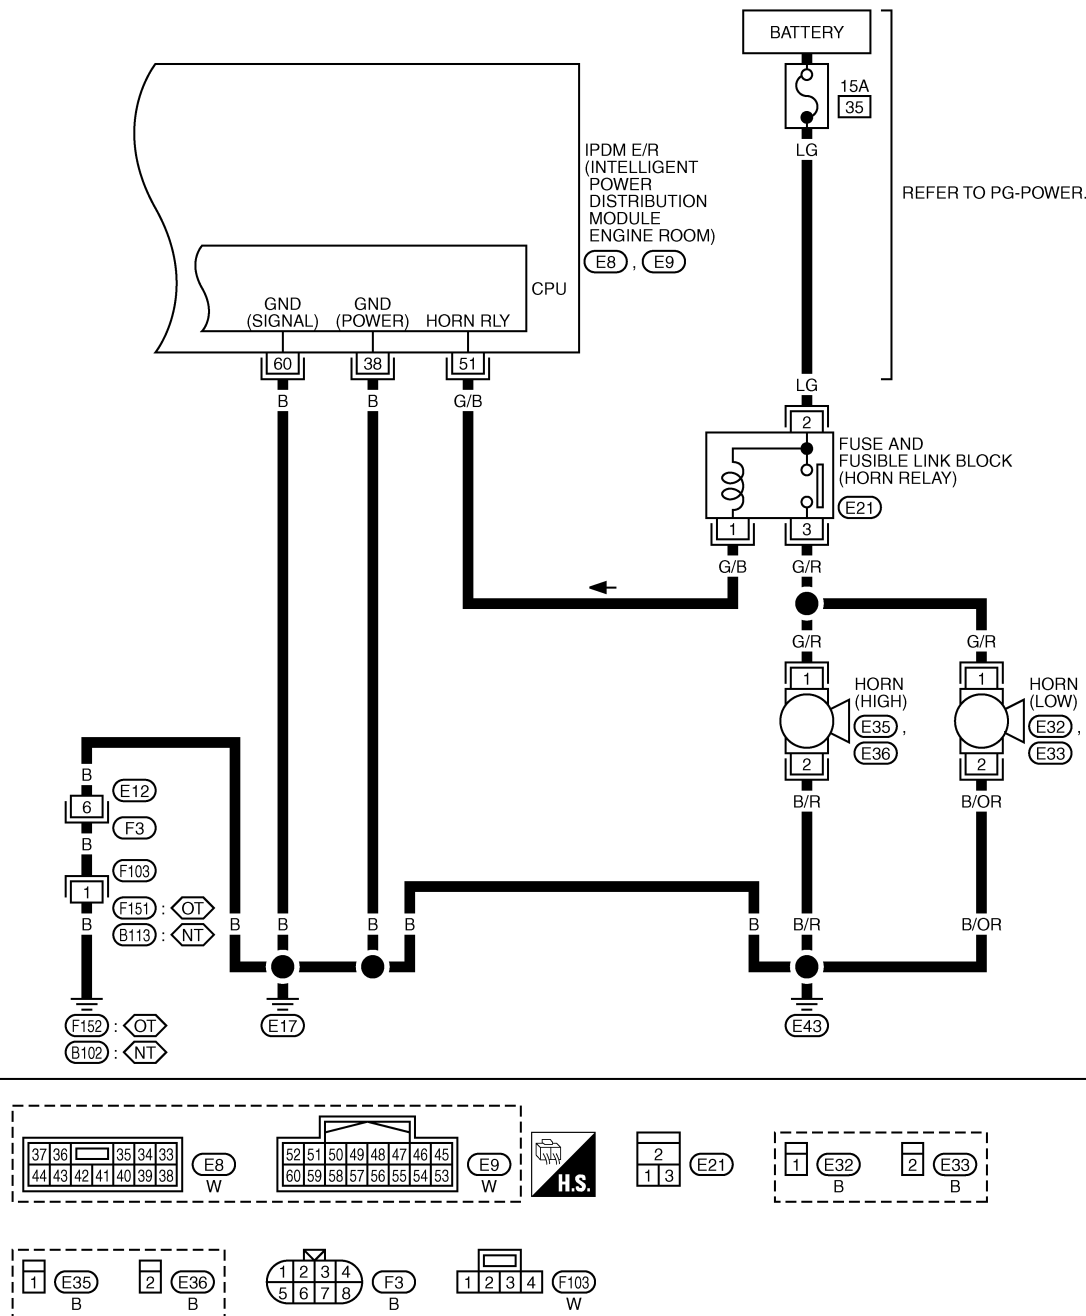 BATTERY
15A
35
LG
REFER TO PG-POWER.
IPDM E/R
(INTELLIGENT
POWER
DISTRIBUTION
MODULE
ENGINE ROOM)
E8 , E9
CPU
GND
(SIGNAL)
GND
(POWER)
HORN RLY
60 38 51
B B G/B
LG
2
FUSE AND
FUSIBLE LINK BLOCK
(HORN RELAY)
E21
1 3
G/B G/R
G/R G/R
1 1
HORN
(HIGH)
E35 ,
E36
HORN
(LOW)
E32 ,
E33
2 2
B/R B/OR
B
6
E12
F3
B
F103
1
F151 : OT
B113 : NT
B B B B B B B/R B/OR
F152 : OT
B102 : NT
E17
E43
37 36 35 34 33
44 43 42 41 40 39 38
E8
W
52 51 50 49 48 47 46 45
60 59 58 57 56 55 54 53
E9
W
H.S.
2
1 3
E21
1
E32
B
2
E33
B
1
E35
B
2
E36
B
1 2 3 4
5 6 7 8
F3
B
1 2 3 4
F103
W